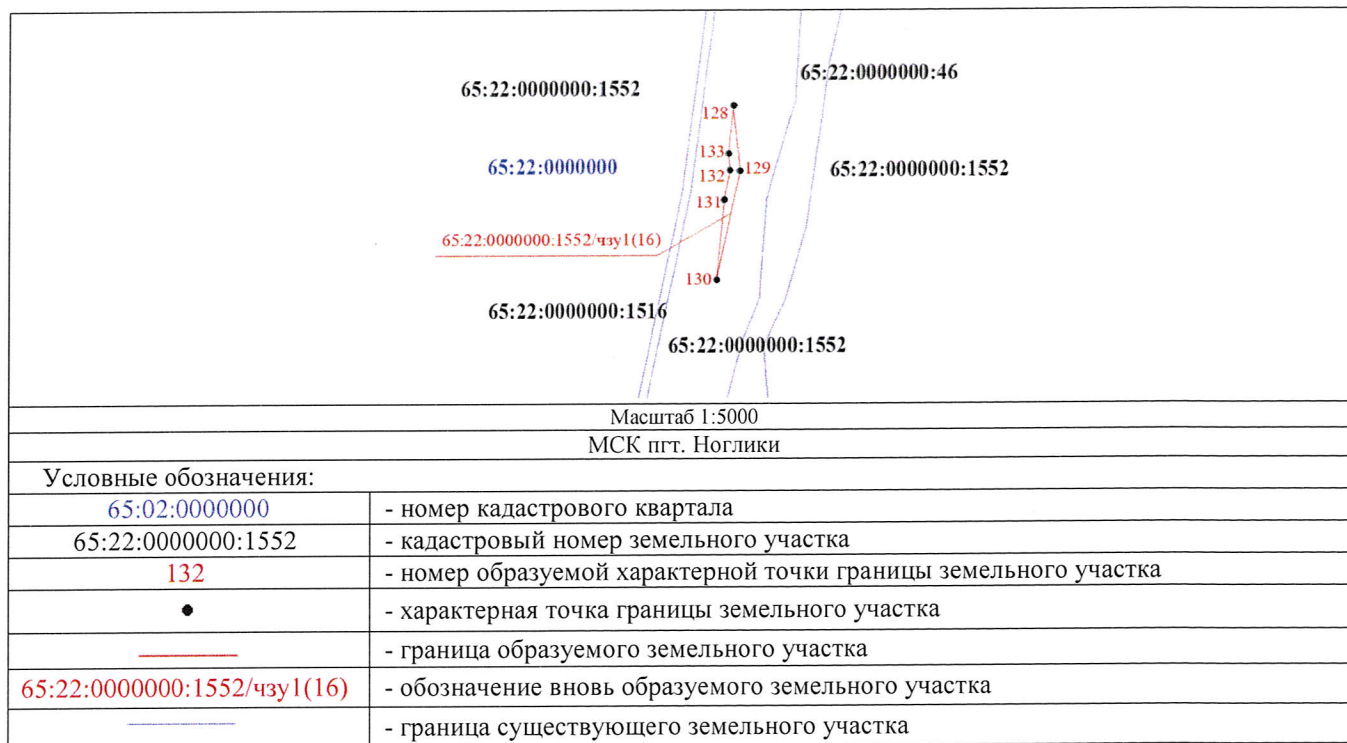 65:22:0000000:46
65:22:0000000:1552
128
133
65:22:0000000
132
129
65:22:0000000:1552
131
65:22:0000000:1552/чзу1(16)
130
65:22:0000000:1516
65:22:0000000:1552
Масштаб 1:5000
МСК пгт. Ноглики
Условные обозначения:
65:02:0000000 - номер кадастрового квартала
65:22:0000000:1552 - кадастровый номер земельного участка
132 - номер образуемой характерной точки границы земельного участка
- характерная точка границы земельного участка
- граница образуемого земельного участка
65:22:0000000:1552/чзу1(16) - обозначение вновь образуемого земельного участка
- граница существующего земельного участка